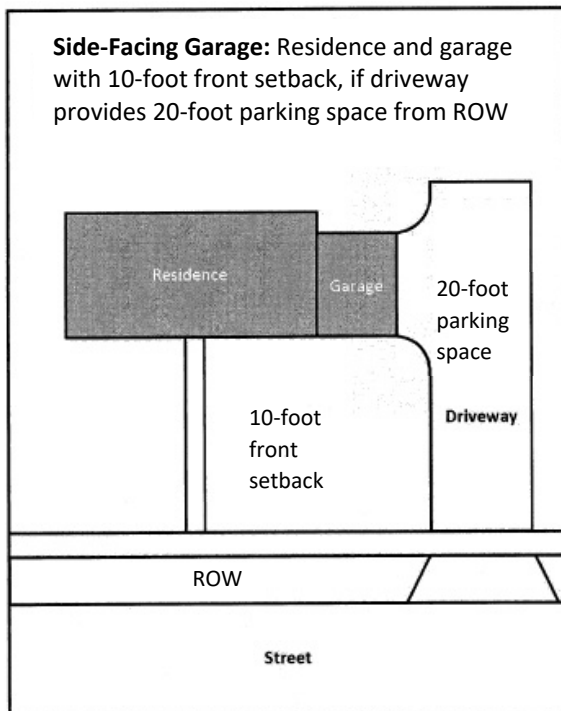 Side-Facing Garage: Residence and garage
with 10-foot front setback, if driveway
provides 20-foot parking space from ROW
Residence
Garage
20-foot
parking
space
10-foot
front
setback
Driveway
ROW
Street